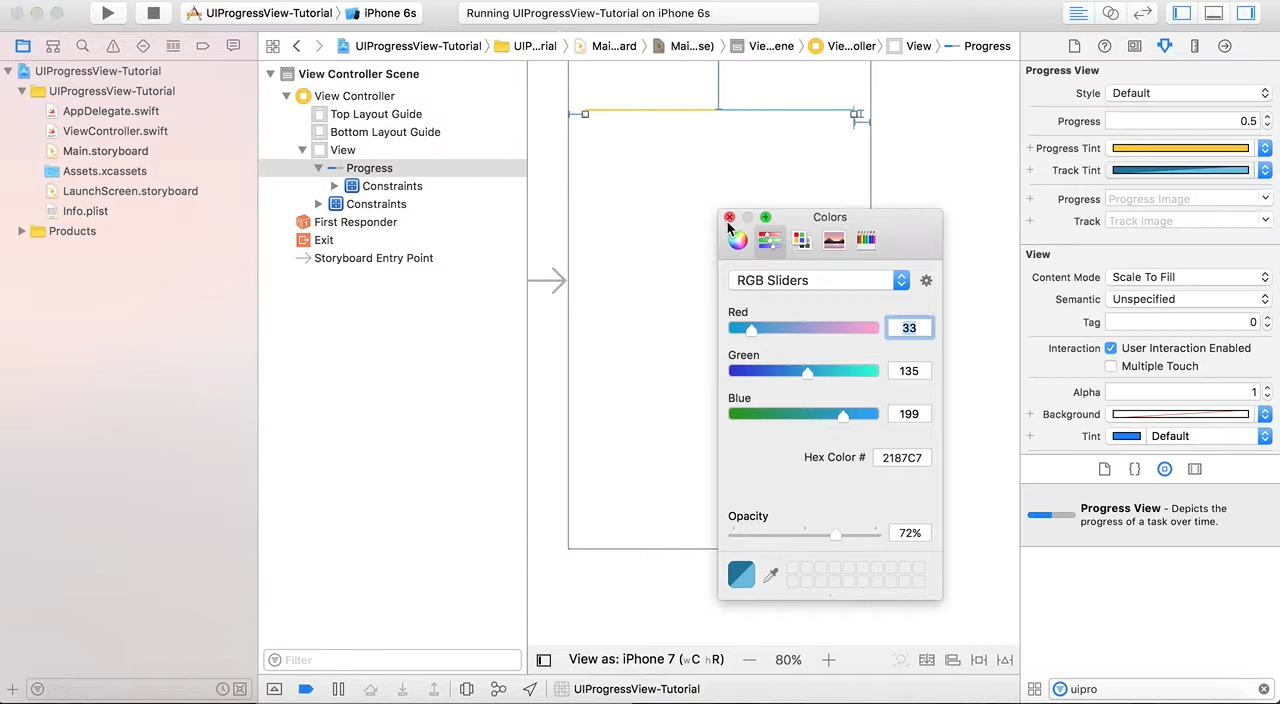 UIProgressView-Tutorial
iPhone 6s
Running UIProgressView-Tutorial on iPhone 6s
UIProgressView-Tutorial
UIP...rial
Mai...ard
Mai...se)
Vie...ene
Vie...oller
View
Progress
UIProgressView-Tutorial
UIProgressView-Tutorial
AppDelegate.swift
ViewController.swift
Main.storyboard
Assets.xcassets
LaunchScreen.storyboard
Info.plist
Products
Filter
View Controller Scene
View Controller
Top Layout Guide
Bottom Layout Guide
View
Progress
Constraints
Constraints
First Responder
Exit
Storyboard Entry Point
Filter
Colors
RGB Sliders
Red
33
Green
135
Blue
199
Hex Color # 2187C7
Opacity
72%
View as: iPhone 7 (wC hR)
80%
UIProgressView-Tutorial
Progress View
Style Default
Progress 0.5
Progress Tint
Track Tint
Progress Progress Image
Track Track Image
View
Content Mode Scale To Fill
Semantic Unspecified
Tag 0
Interaction User Interaction Enabled
Multiple Touch
Alpha 1
Background
Tint Default
Progress View - Depicts the
progress of a task over time.
uipro